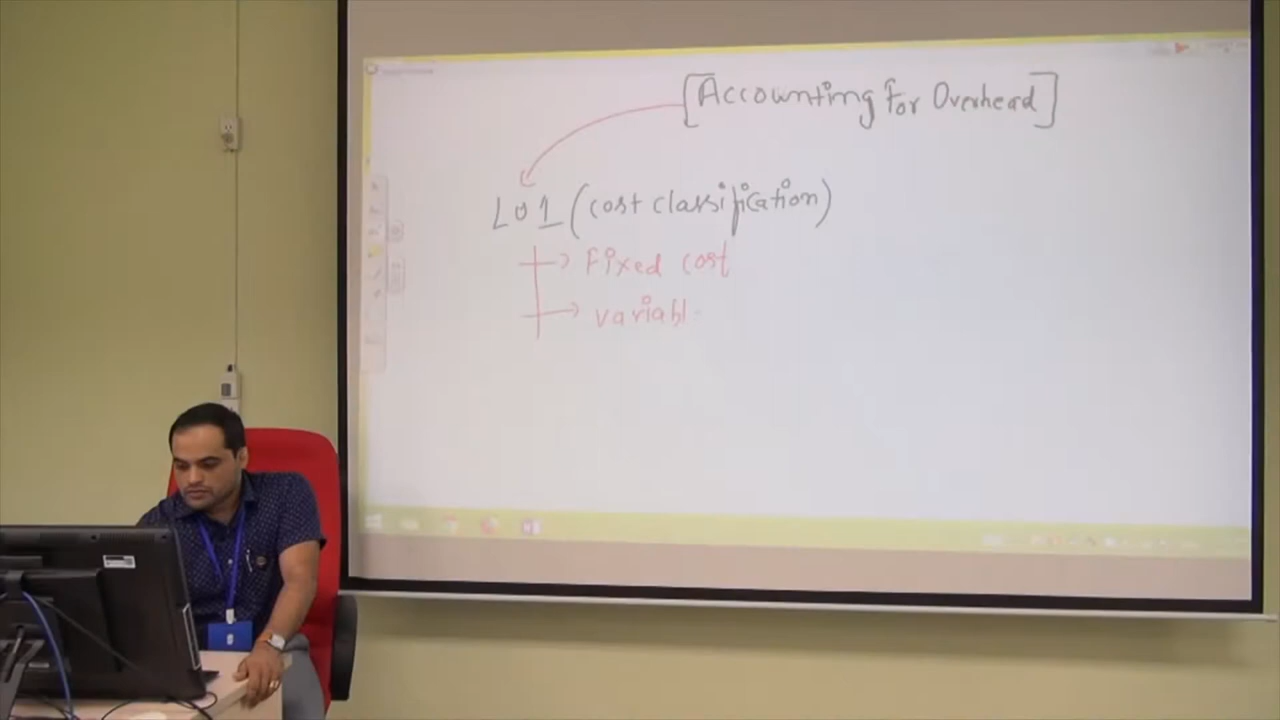 [Accounting For Overhead]
LO 1 (cost classification)
→ Fixed cost
→ variabl